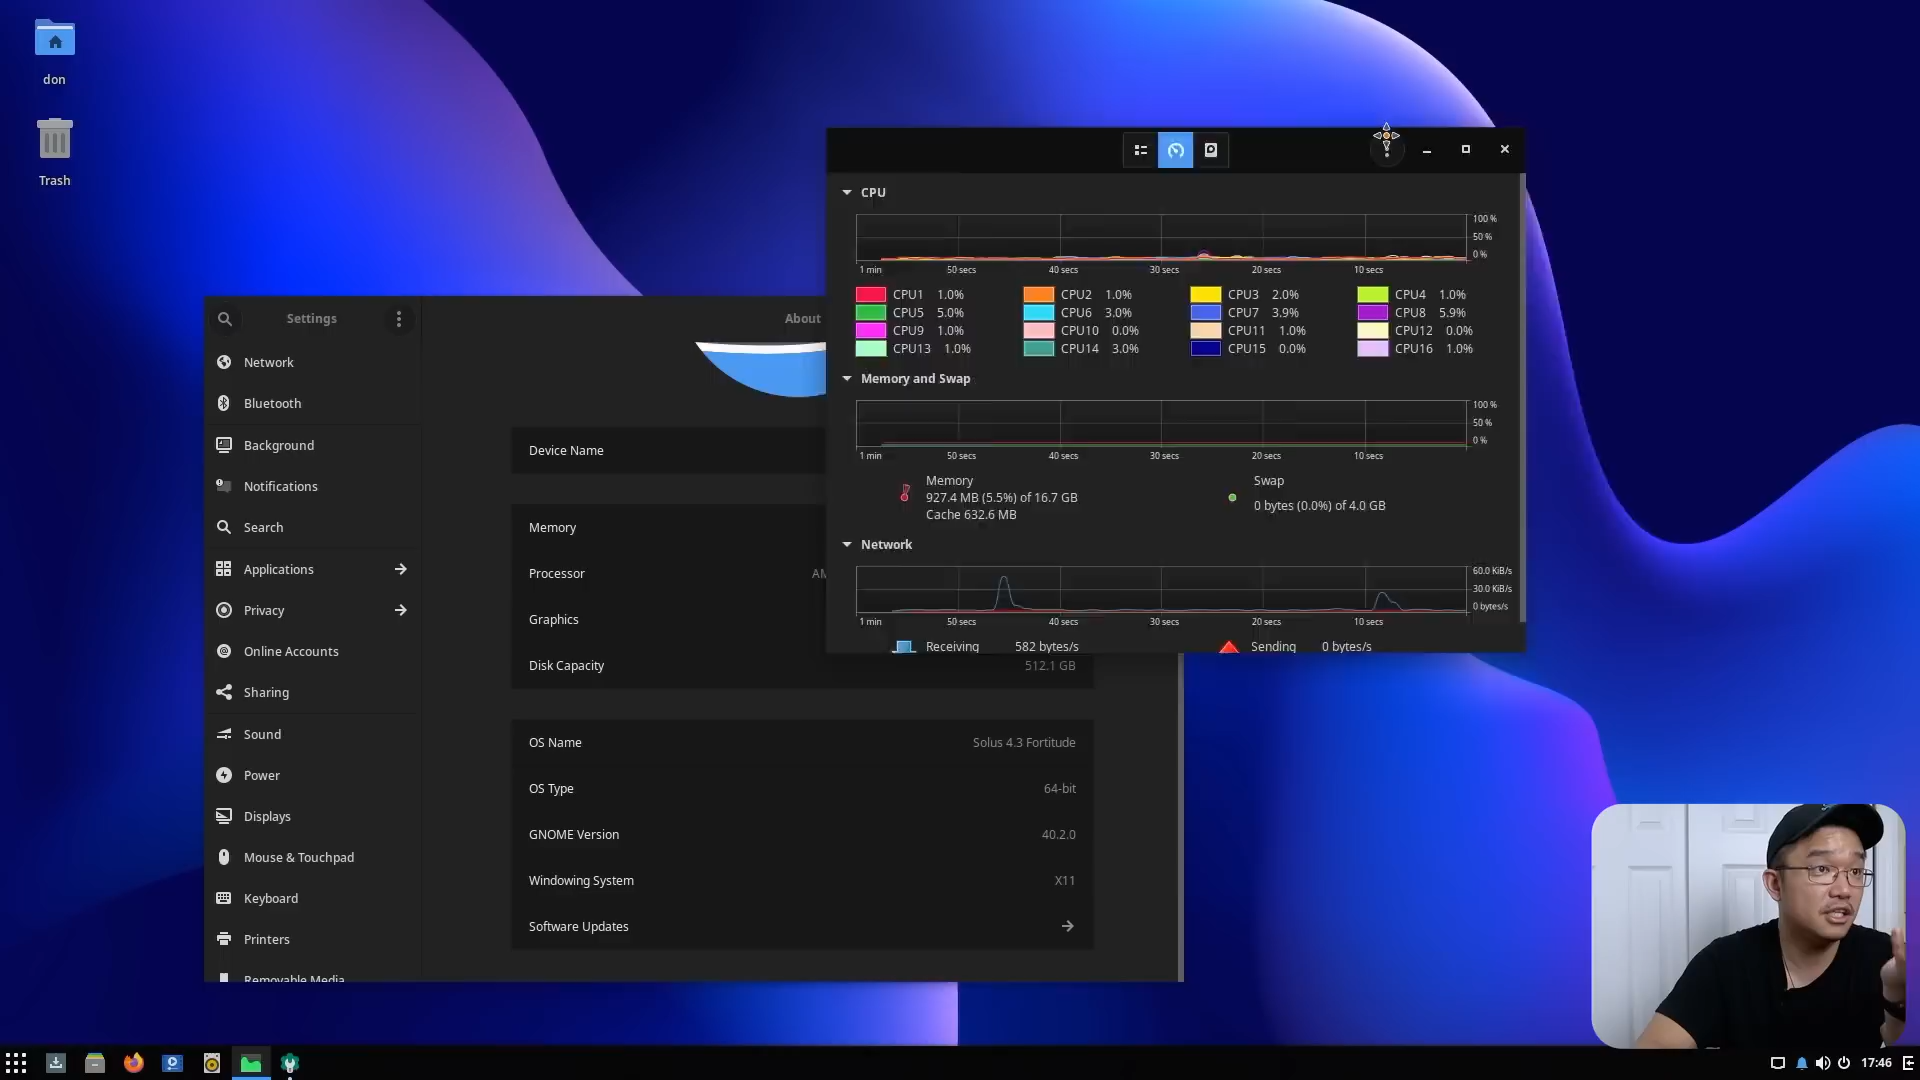 don
Trash
Settings
Network
Bluetooth
Background
Notifications
Search
Applications
Privacy
Online Accounts
Sharing
Sound
Power
Displays
Mouse & Touchpad
Keyboard
Printers
Removable Media
About
Device Name
Memory
Processor AM
Graphics
Disk Capacity 512.1 GB
OS Name Solus 4.3 Fortitude
OS Type 64-bit
GNOME Version 40.2.0
Windowing System X11
Software Updates
CPU
100 %
50 %
0 %
1 min 50 secs 40 secs 30 secs 20 secs 10 secs
CPU1 1.0% CPU2 1.0% CPU3 2.0% CPU4 1.0%
CPU5 5.0% CPU6 3.0% CPU7 3.9% CPU8 5.9%
CPU9 1.0% CPU10 0.0% CPU11 1.0% CPU12 0.0%
CPU13 1.0% CPU14 3.0% CPU15 0.0% CPU16 1.0%
Memory and Swap
100 %
50 %
0 %
1 min 50 secs 40 secs 30 secs 20 secs 10 secs
Memory
927.4 MB (5.5%) of 16.7 GB
Cache 632.6 MB
Swap
0 bytes (0.0%) of 4.0 GB
Network
60.0 KiB/s
30.0 KiB/s
0 bytes/s
1 min 50 secs 40 secs 30 secs 20 secs 10 secs
Receiving 582 bytes/s Sending 0 bytes/s
17:46